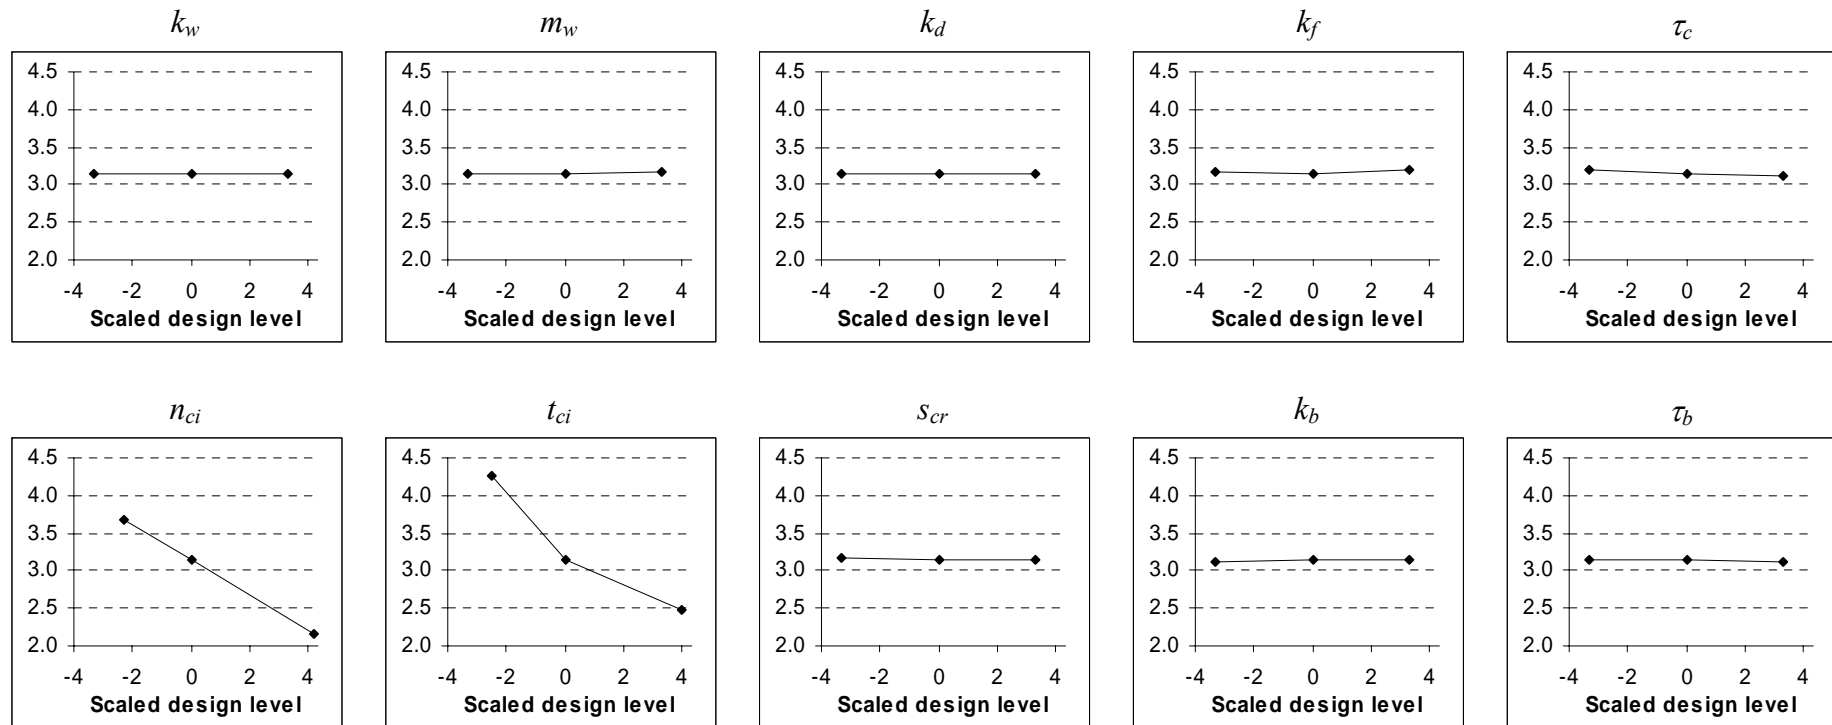 k_w m_w k_d k_f τ_c
4.5 4.5 4.5 4.5 4.5
4.0 4.0 4.0 4.0 4.0
3.5 3.5 3.5 3.5 3.5
3.0 3.0 3.0 3.0 3.0
2.5 2.5 2.5 2.5 2.5
2.0 2.0 2.0 2.0 2.0
-4 -2 0 2 4 -4 -2 0 2 4 -4 -2 0 2 4 -4 -2 0 2 4 -4 -2 0 2 4
Scaled design level Scaled design level Scaled design level Scaled design level Scaled design level
n_ci t_ci s_cr k_b τ_b
4.5 4.5 4.5 4.5 4.5
4.0 4.0 4.0 4.0 4.0
3.5 3.5 3.5 3.5 3.5
3.0 3.0 3.0 3.0 3.0
2.5 2.5 2.5 2.5 2.5
2.0 2.0 2.0 2.0 2.0
-4 -2 0 2 4 -4 -2 0 2 4 -4 -2 0 2 4 -4 -2 0 2 4 -4 -2 0 2 4
Scaled design level Scaled design level Scaled design level Scaled design level Scaled design level